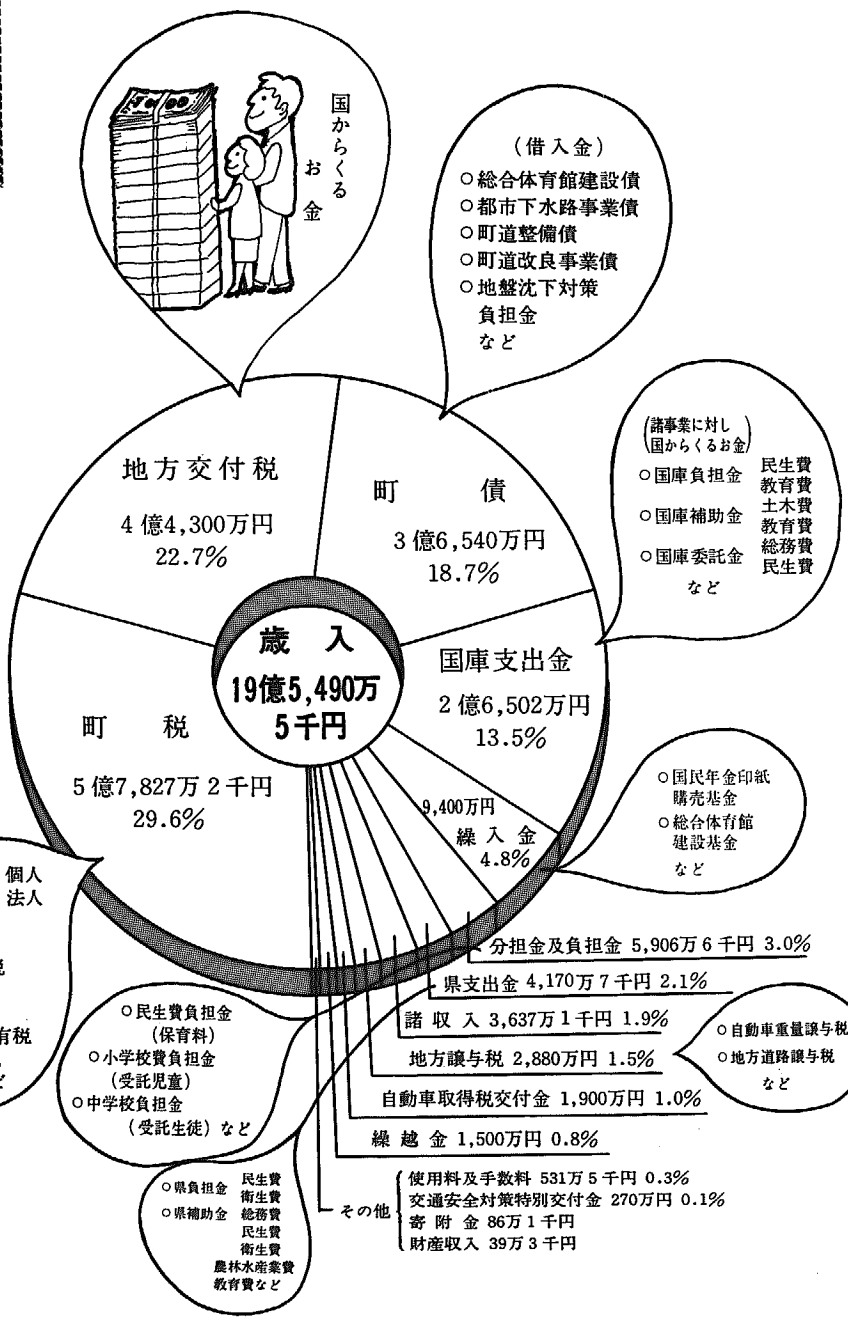 国からくる
お金
(借入金)
○総合体育館建設債
○都市下水路事業債
○町道整備債
○町道改良事業債
○地盤沈下対策
負担金
など
(諸事業に対し
国からくるお金)
○国庫負担金 民生費
教育費
○国庫補助金 土木費
教育費
○国庫委託金 総務費
民生費
など
地方交付税
4億4,300万円
22.7%
町債
3億6,540万円
18.7%
歳入
19億5,490万
5千円
国庫支出金
2億6,502万円
13.5%
町税
5億7,827万2千円
29.6%
9,400万円
繰入金
4.8%
○国民年金印紙
購売基金
○総合体育館
建設基金
など
個人
法人
税
有税
ど
分担金及負担金 5,906万6千円 3.0%
県支出金 4,170万7千円 2.1%
諸収入 3,637万1千円 1.9%
地方譲与税 2,880万円 1.5%
自動車取得税交付金 1,900万円 1.0%
繰越金 1,500万円 0.8%
その他
使用料及手数料 531万5千円 0.3%
交通安全対策特別交付金 270万円 0.1%
寄附金 86万1千円
財産収入 39万3千円
○自動車重量譲与税
○地方道路譲与税
など
○民生費負担金
(保育料)
○小学校費負担金
(受託児童)
○中学校負担金
(受託生徒)など
○県負担金 民生費
衛生費
○県補助金 総務費
民生費
衛生費
農林水産業費
教育費など